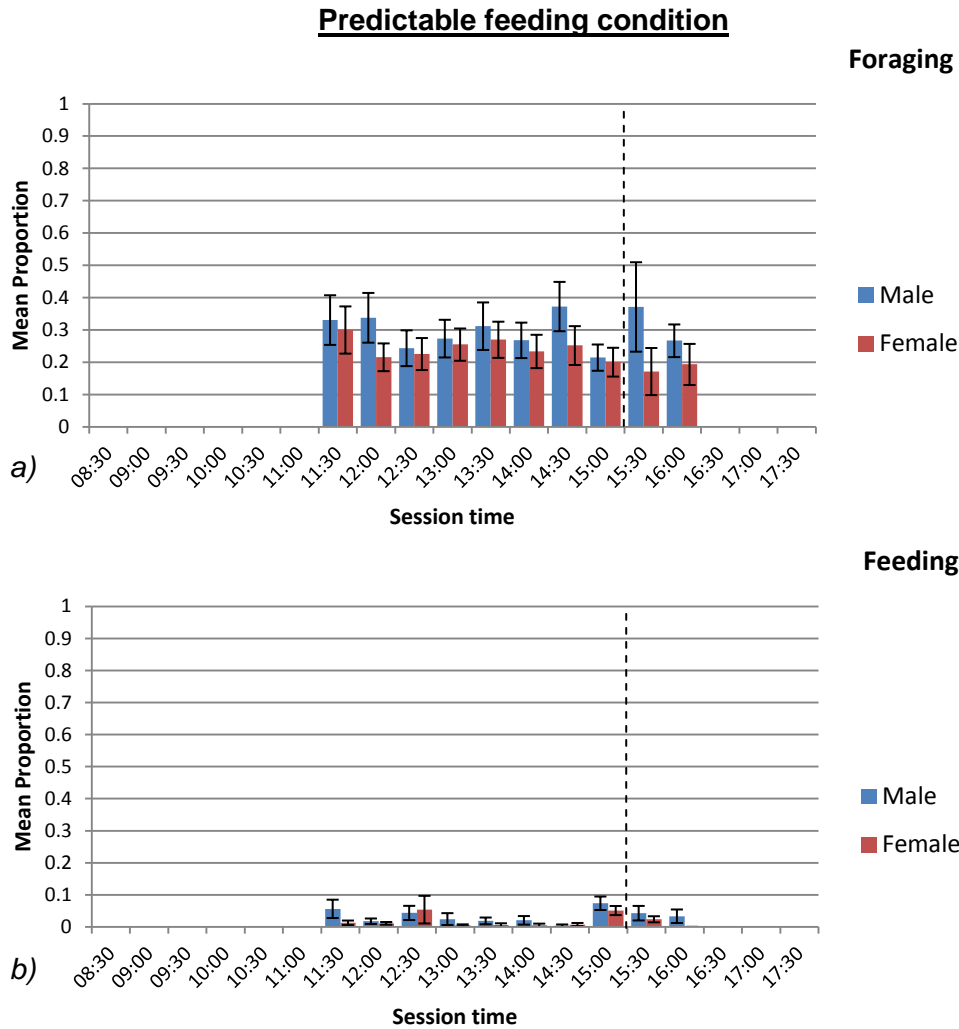 Predictable feeding condition
Foraging
1
0.9
0.8
0.7
0.6
0.5
0.4
0.3
0.2
0.1
0
Mean Proportion
Male
Female
08:30 09:00 09:30 10:00 10:30 11:00 11:30 12:00 12:30 13:00 13:30 14:00 14:30 15:00 15:30 16:00 16:30 17:00 17:30
a)
Session time
Feeding
1
0.9
0.8
0.7
0.6
0.5
0.4
0.3
0.2
0.1
0
Mean Proportion
Male
Female
08:30 09:00 09:30 10:00 10:30 11:00 11:30 12:00 12:30 13:00 13:30 14:00 14:30 15:00 15:30 16:00 16:30 17:00 17:30
b)
Session time